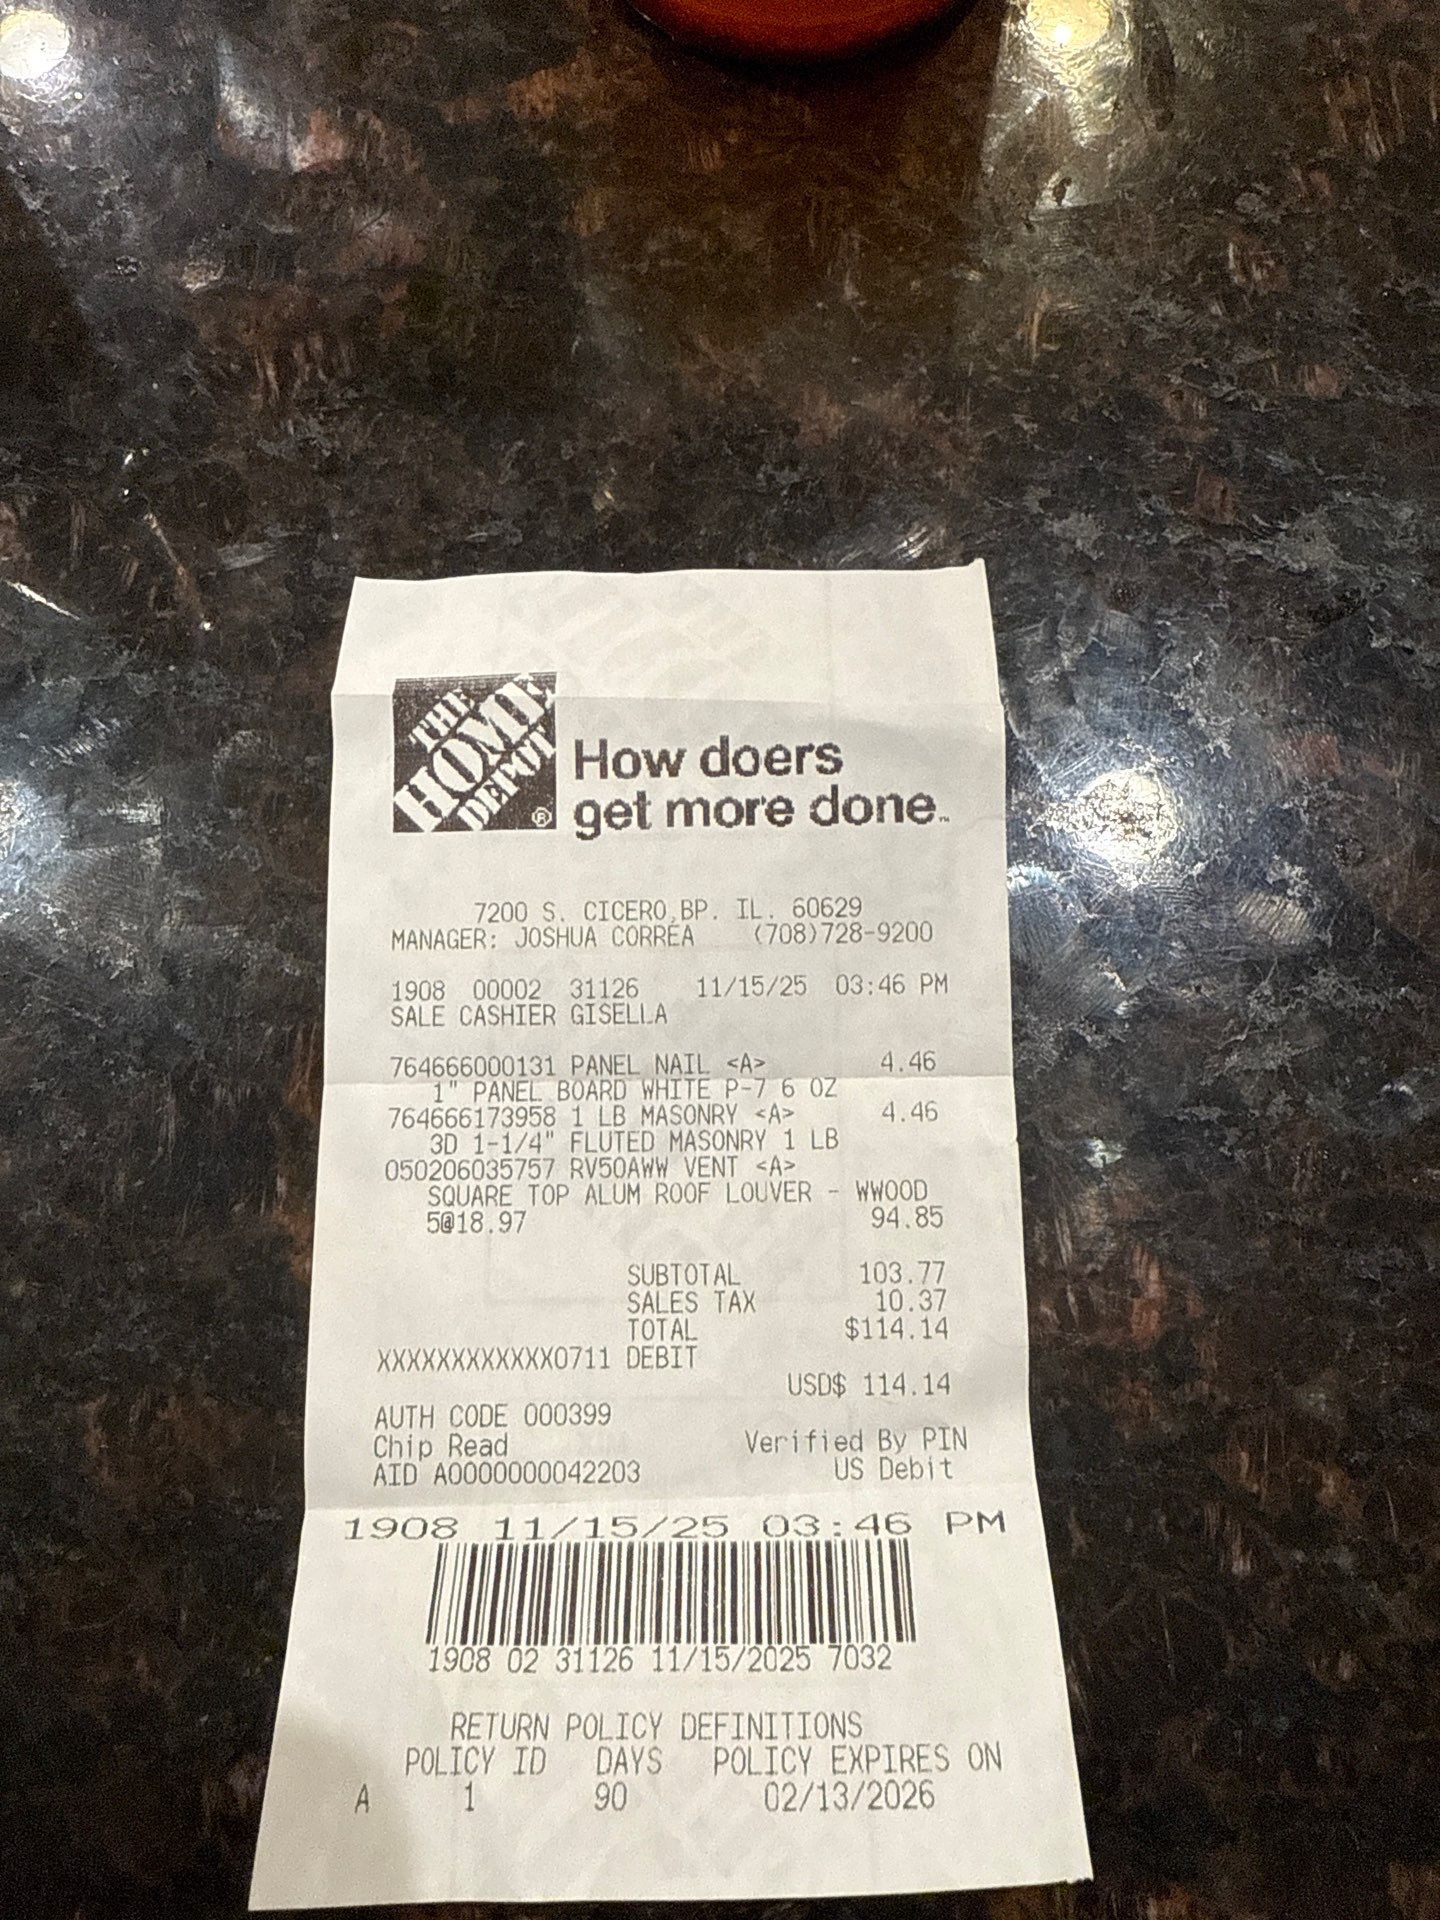 THE
HOME
DEPOT
®
How doers
get more done.™
7200 S. CICERO,BP. IL. 60629
MANAGER: JOSHUA CORREA (708)728-9200
1908 00002 31126 11/15/25 03:46 PM
SALE CASHIER GISELLA
764666000131 PANEL NAIL <A> 4.46
1" PANEL BOARD WHITE P-7 6 OZ
764666173958 1 LB MASONRY <A> 4.46
3D 1-1/4" FLUTED MASONRY 1 LB
050206035757 RV50AWW VENT <A>
SQUARE TOP ALUM ROOF LOUVER - WWOOD
5@18.97 94.85
SUBTOTAL 103.77
SALES TAX 10.37
TOTAL $114.14
XXXXXXXXXXXX0711 DEBIT
USD$ 114.14
AUTH CODE 000399
Chip Read Verified By PIN
AID A0000000042203 US Debit
1908 11/15/25 03:46 PM
1908 02 31126 11/15/2025 7032
RETURN POLICY DEFINITIONS
POLICY ID DAYS POLICY EXPIRES ON
A 1 90 02/13/2026